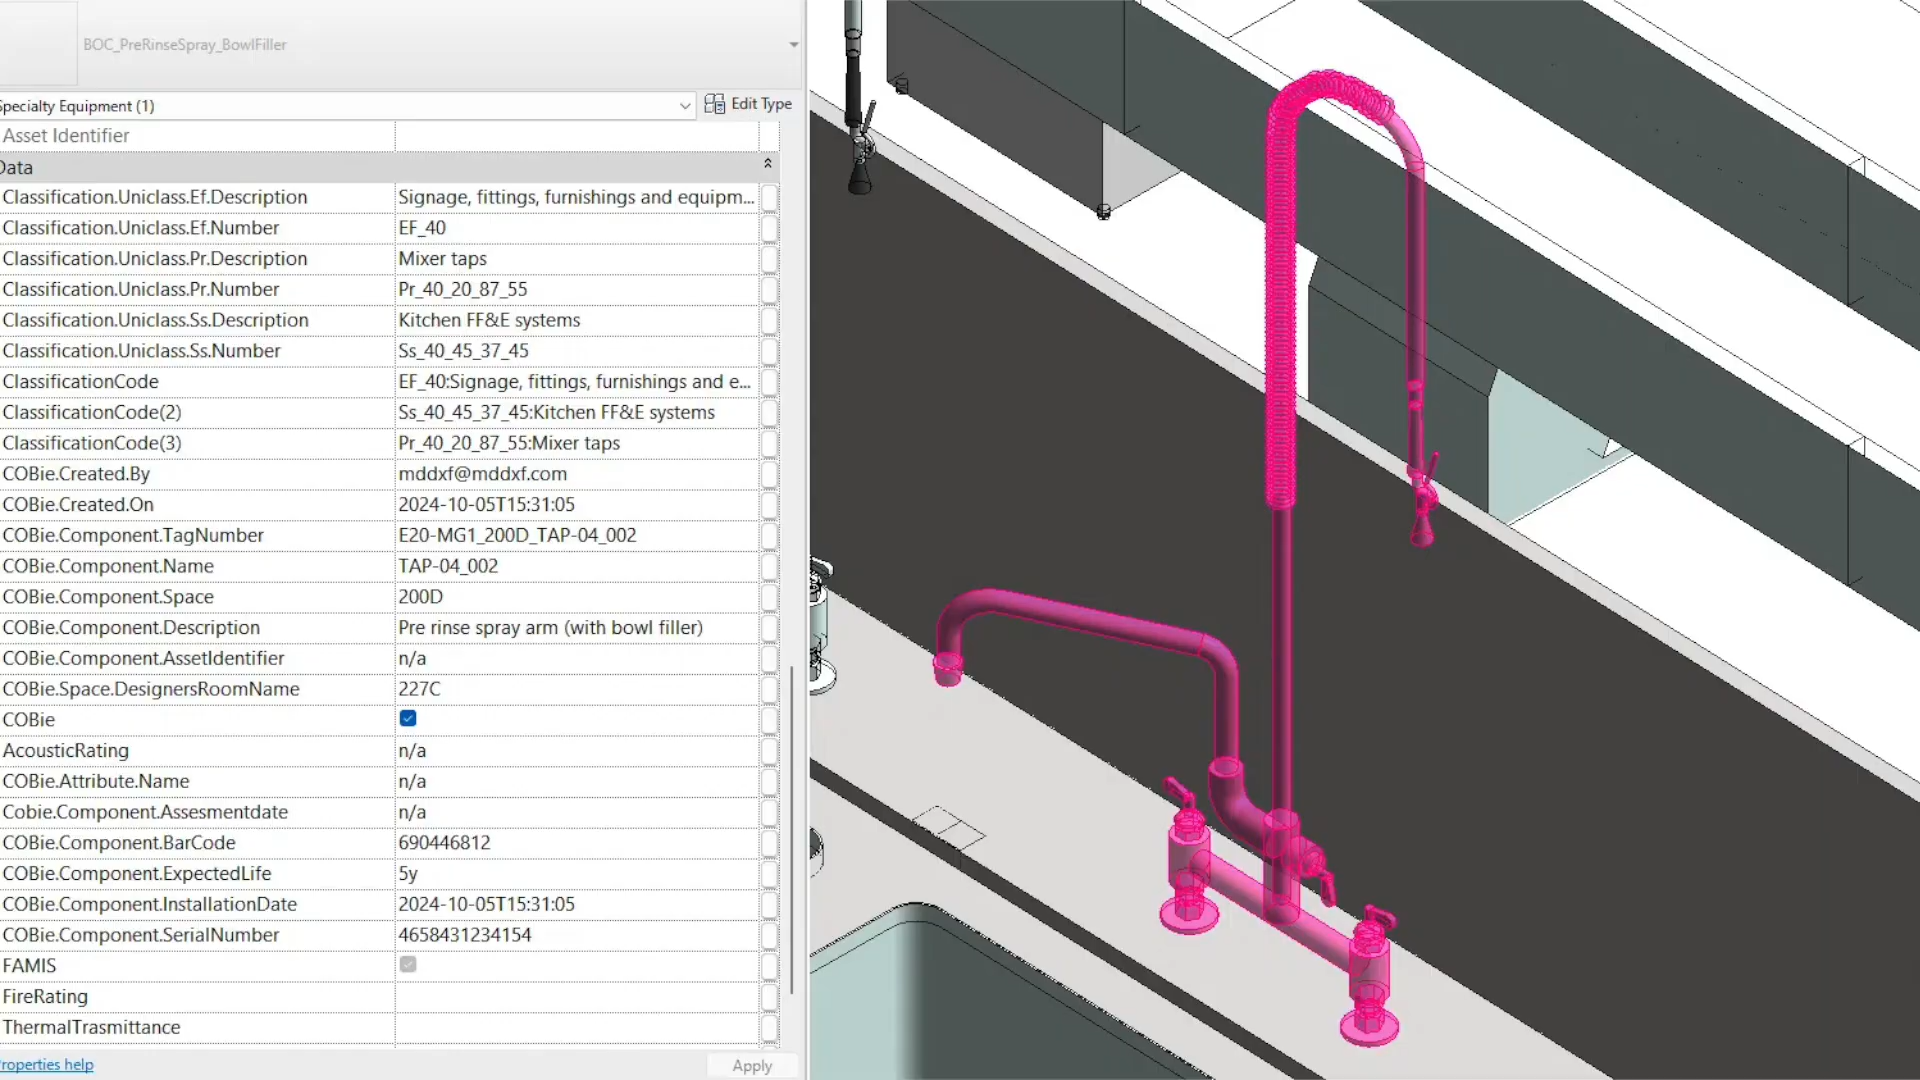 BOC_PreRinseSpray_BowlFiller
Specialty Equipment (1)
Edit Type
Asset Identifier
Data
Classification.Uniclass.Ef.Description Signage, fittings, furnishings and equipm...
Classification.Uniclass.Ef.Number EF_40
Classification.Uniclass.Pr.Description Mixer taps
Classification.Uniclass.Pr.Number Pr_40_20_87_55
Classification.Uniclass.Ss.Description Kitchen FF&E systems
Classification.Uniclass.Ss.Number Ss_40_45_37_45
ClassificationCode EF_40:Signage, fittings, furnishings and e...
ClassificationCode(2) Ss_40_45_37_45:Kitchen FF&E systems
ClassificationCode(3) Pr_40_20_87_55:Mixer taps
COBie.Created.By mddxf@mddxf.com
COBie.Created.On 2024-10-05T15:31:05
COBie.Component.TagNumber E20-MG1_200D_TAP-04_002
COBie.Component.Name TAP-04_002
COBie.Component.Space 200D
COBie.Component.Description Pre rinse spray arm (with bowl filler)
COBie.Component.AssetIdentifier n/a
COBie.Space.DesignersRoomName 227C
COBie
AcousticRating n/a
COBie.Attribute.Name n/a
Cobie.Component.Assesmentdate n/a
COBie.Component.BarCode 690446812
COBie.Component.ExpectedLife 5y
COBie.Component.InstallationDate 2024-10-05T15:31:05
COBie.Component.SerialNumber 4658431234154
FAMIS
FireRating
ThermalTrasmittance
roperties help
Apply